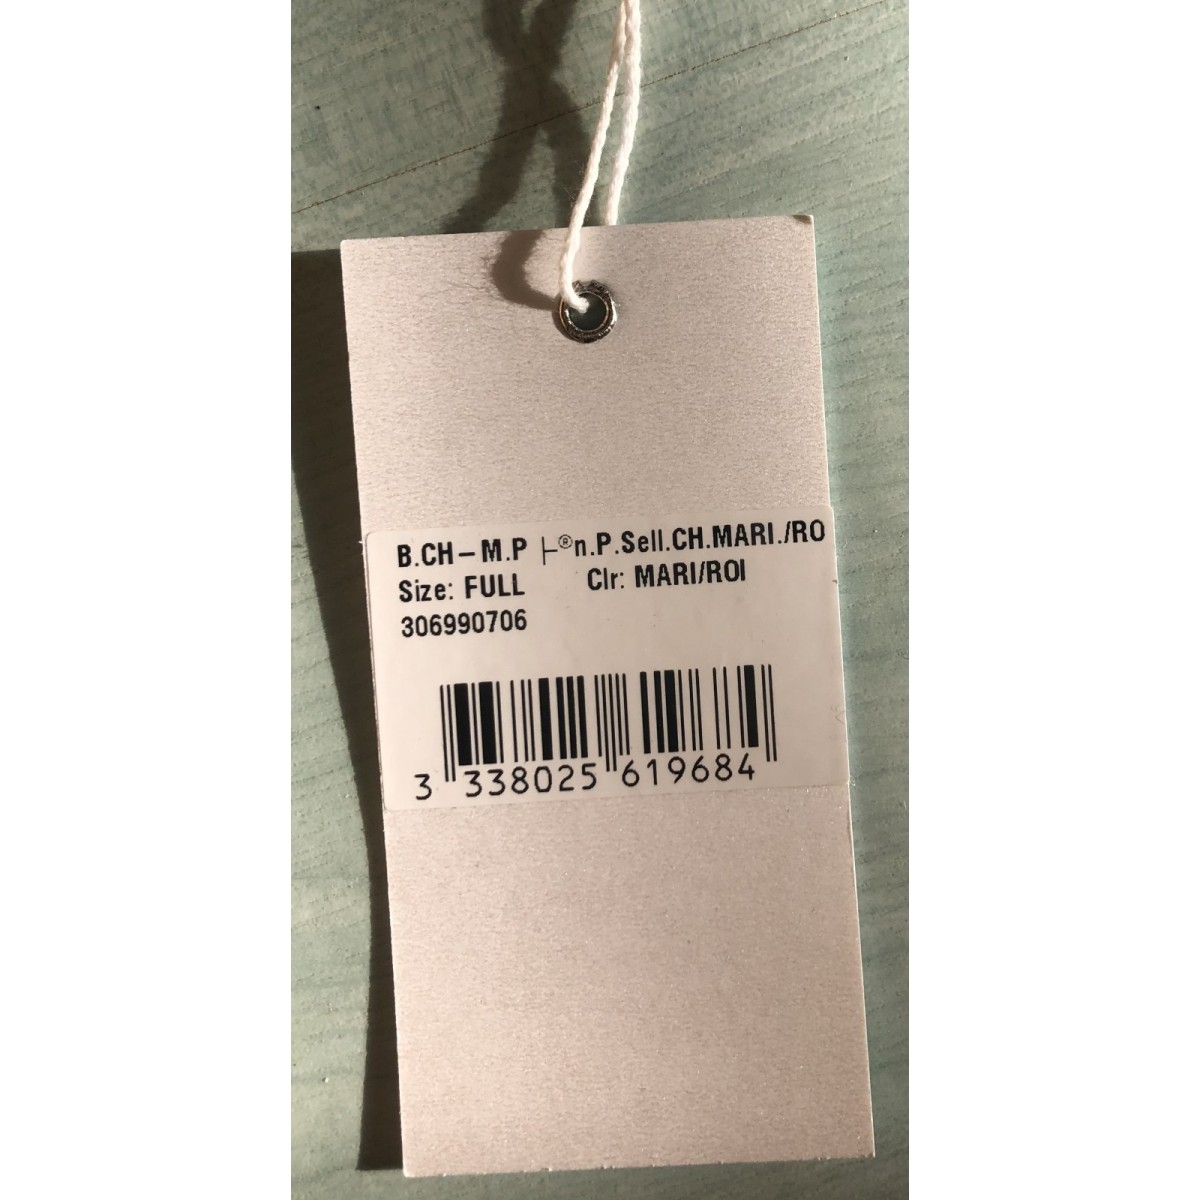 B.CH–M.P ├®n.P.Sell.CH.MARI./RO
Size: FULL Clr: MARI/ROI
306990706
3 338025 619684